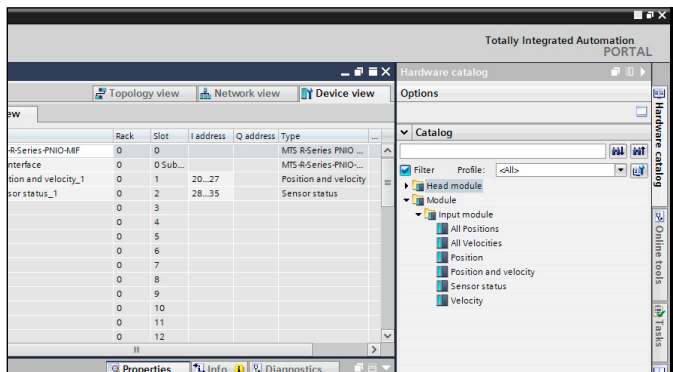 Totally Integrated Automation
PORTAL
Hardware catalog
Topology view
Network view
Device view
Options
ew
Rack Slot I address Q address Type ...
-R-Series-PNIO-MIF 0 0 MTS R-Series PNIO ...
nterface 0 0 Sub... MTS-R-Series-PNIO-...
tion and velocity_1 0 1 20...27 Position and velocity
sor status_1 0 2 28...35 Sensor status
0 3
0 4
0 5
0 6
0 7
0 8
0 9
0 10
0 11
0 12
Catalog
Filter Profile: <All>
Head module
Module
Input module
All Positions
All Velocities
Position
Position and velocity
Sensor status
Velocity
Hardware catalog
Online tools
Tasks
Properties
Info
Diagnostics